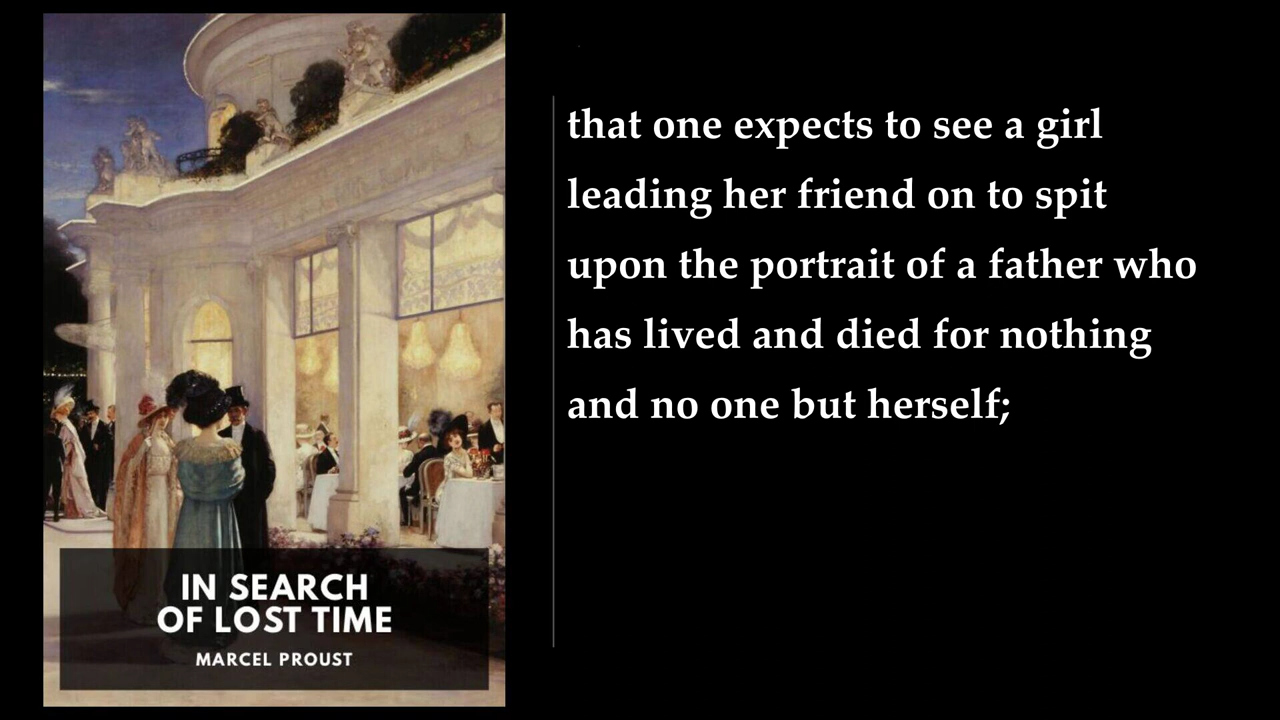 that one expects to see a girl
leading her friend on to spit
upon the portrait of a father who
has lived and died for nothing
and no one but herself;
IN SEARCH
OF LOST TIME
MARCEL PROUST